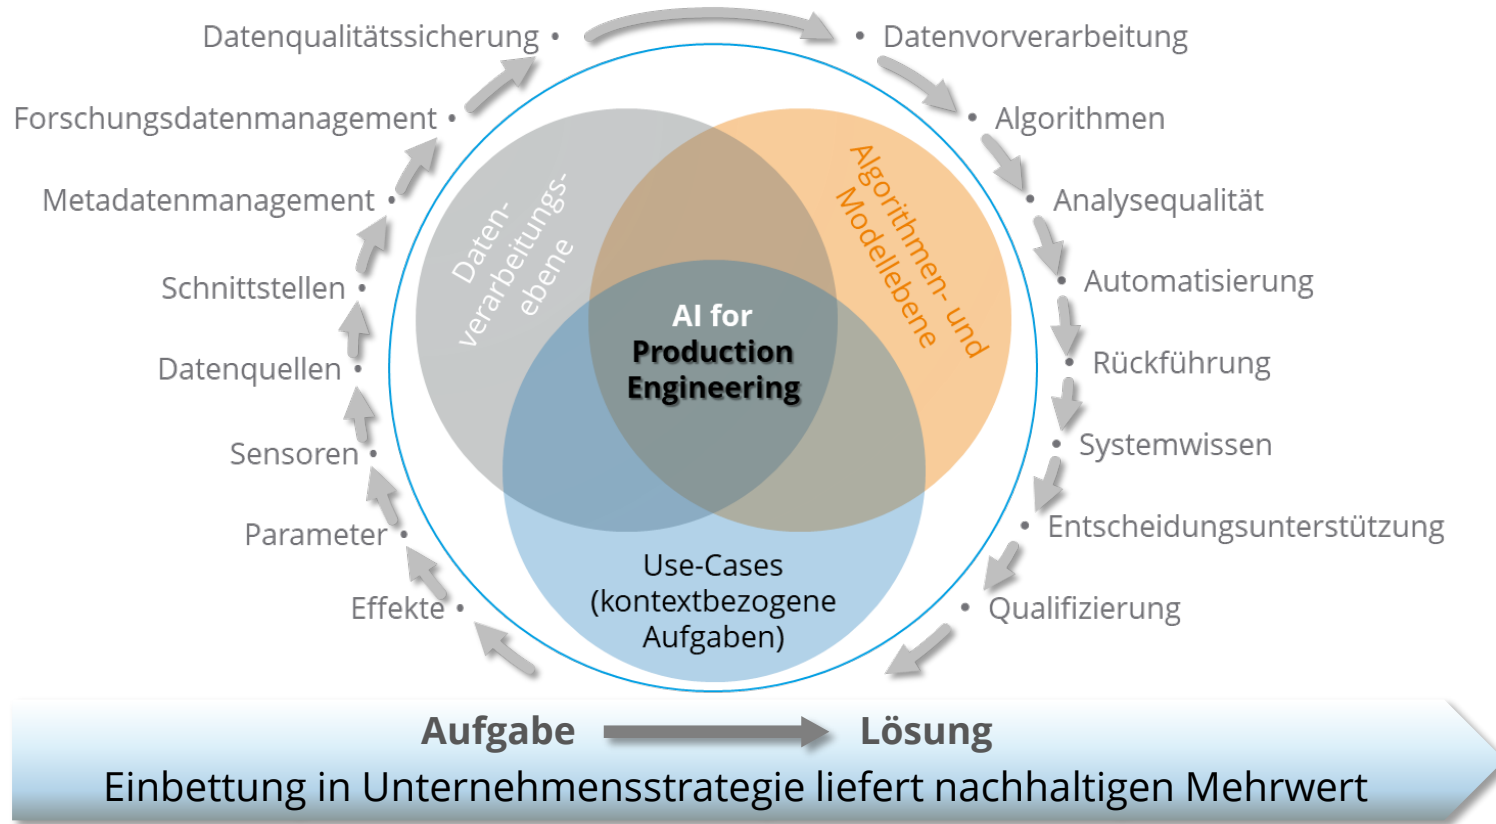 Datenqualitätssicherung •
• Datenvorverarbeitung
Forschungsdatenmanagement •
• Algorithmen
Metadatenmanagement •
• Analysequalität
Schnittstellen •
• Automatisierung
Datenquellen •
• Rückführung
Sensoren •
• Systemwissen
Parameter •
• Entscheidungsunterstützung
Effekte •
• Qualifizierung
Daten-
verarbeitungs-
ebene
Algorithmen- und
Modellebene
AI for
Production
Engineering
Use-Cases
(kontextbezogene
Aufgaben)
Aufgabe
Lösung
Einbettung in Unternehmensstrategie liefert nachhaltigen Mehrwert